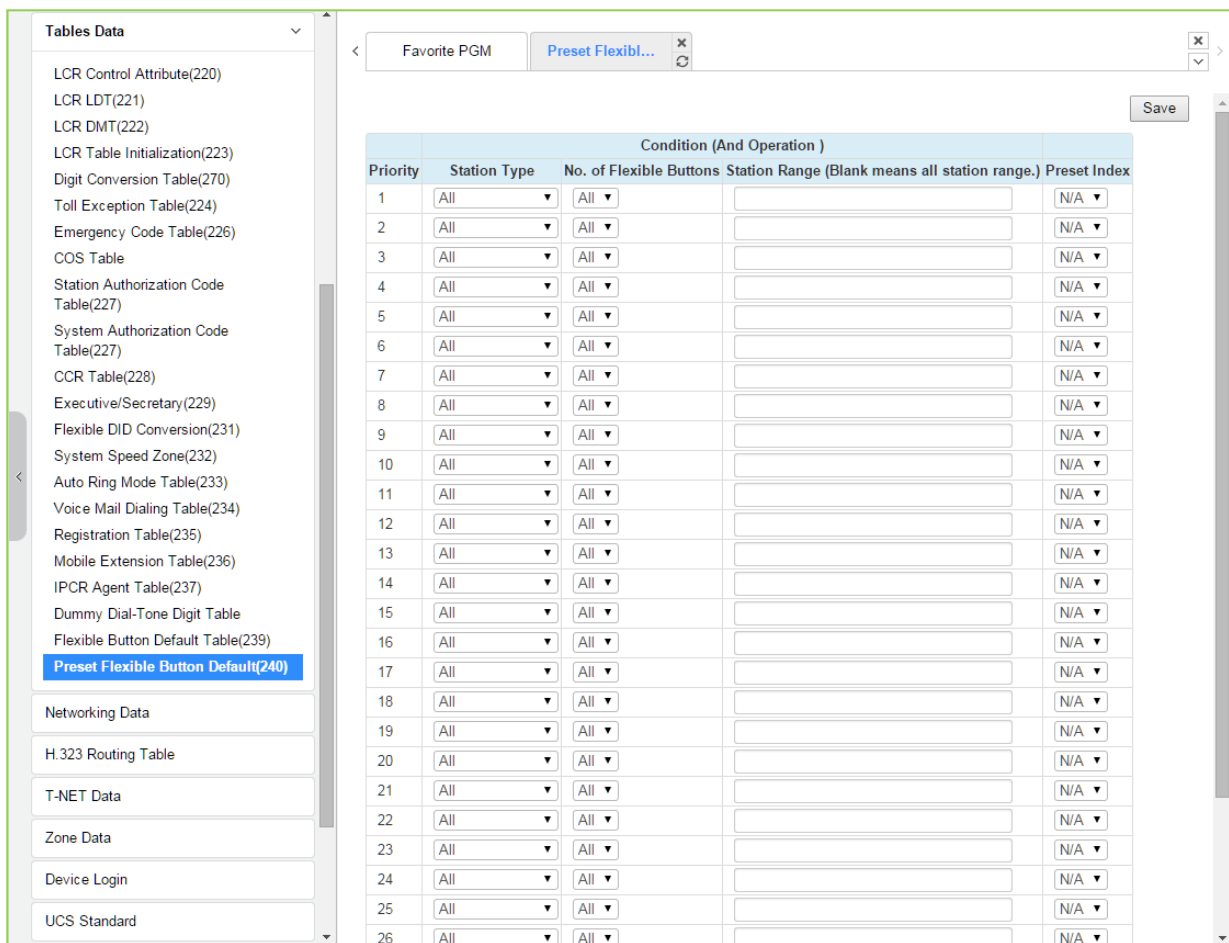 Tables Data
LCR Control Attribute(220)
LCR LDT(221)
LCR DMT(222)
LCR Table Initialization(223)
Digit Conversion Table(270)
Toll Exception Table(224)
Emergency Code Table(226)
COS Table
Station Authorization Code
Table(227)
System Authorization Code
Table(227)
CCR Table(228)
Executive/Secretary(229)
Flexible DID Conversion(231)
System Speed Zone(232)
Auto Ring Mode Table(233)
Voice Mail Dialing Table(234)
Registration Table(235)
Mobile Extension Table(236)
IPCR Agent Table(237)
Dummy Dial-Tone Digit Table
Flexible Button Default Table(239)
Preset Flexible Button Default(240)
Networking Data
H.323 Routing Table
T-NET Data
Zone Data
Device Login
UCS Standard
Favorite PGM
Preset Flexibl...
Save
Condition (And Operation )
Priority Station Type No. of Flexible Buttons Station Range (Blank means all station range.) Preset Index
1 All All N/A
2 All All N/A
3 All All N/A
4 All All N/A
5 All All N/A
6 All All N/A
7 All All N/A
8 All All N/A
9 All All N/A
10 All All N/A
11 All All N/A
12 All All N/A
13 All All N/A
14 All All N/A
15 All All N/A
16 All All N/A
17 All All N/A
18 All All N/A
19 All All N/A
20 All All N/A
21 All All N/A
22 All All N/A
23 All All N/A
24 All All N/A
25 All All N/A
26 All All N/A